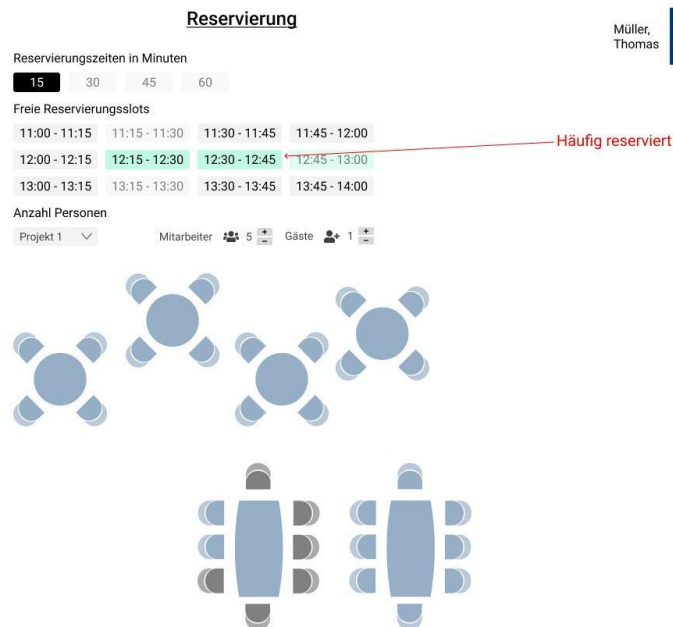 Reservierung
Müller,
Thomas
Reservierungszeiten in Minuten
15 30 45 60
Freie Reservierungsslots
11:00 - 11:15 11:15 - 11:30 11:30 - 11:45 11:45 - 12:00
Häufig reserviert
12:00 - 12:15 12:15 - 12:30 12:30 - 12:45 12:45 - 13:00
13:00 - 13:15 13:15 - 13:30 13:30 - 13:45 13:45 - 14:00
Anzahl Personen
Projekt 1 Mitarbeiter 5 + - Gäste 1 + -